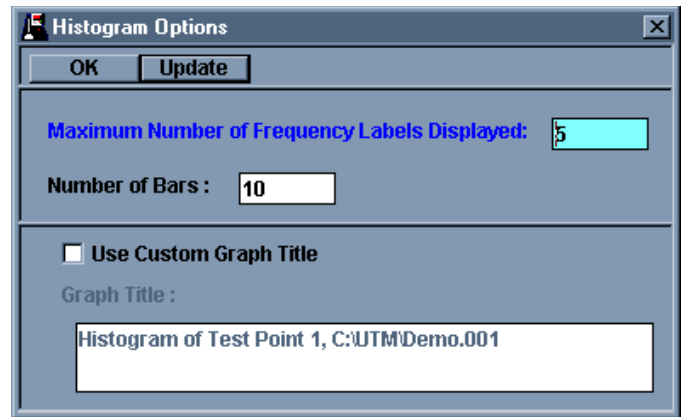 Histogram Options
OK Update
Maximum Number of Frequency Labels Displayed: 5
Number of Bars : 10
Use Custom Graph Title
Graph Title :
Histogram of Test Point 1, C:\UTM\Demo.001